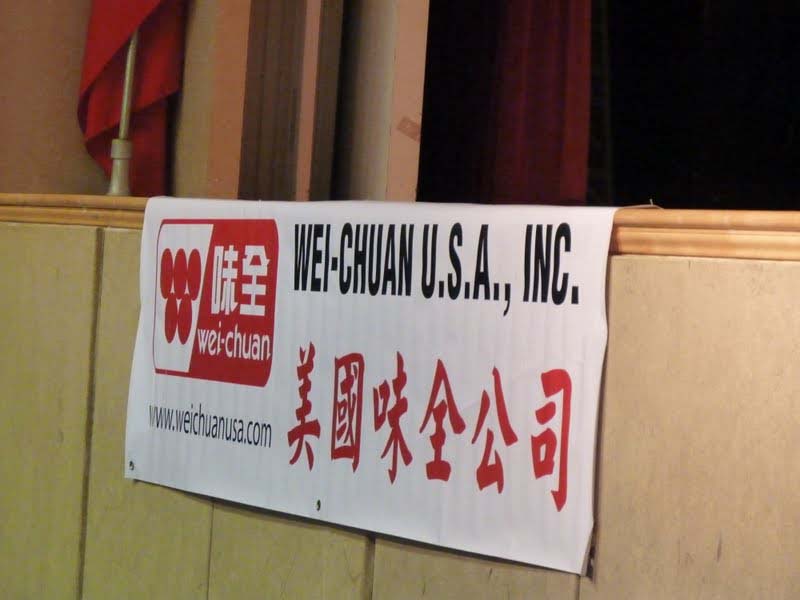 味全
wei-chuan
www.weichuanusa.com
WEI-CHUAN U.S.A., INC.
美國味全公司